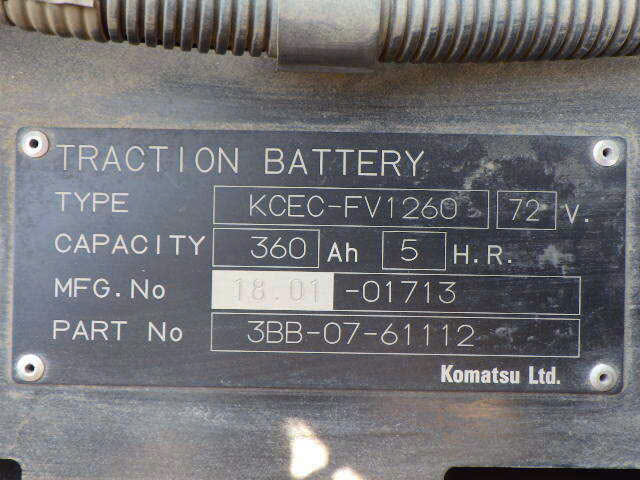 TRACTION BATTERY
TYPE KCEC-FV1260 72 V.
CAPACITY 360 Ah 5 H.R.
MFG.No 18.01 -01713
PART No 3BB-07-61112
Komatsu Ltd.